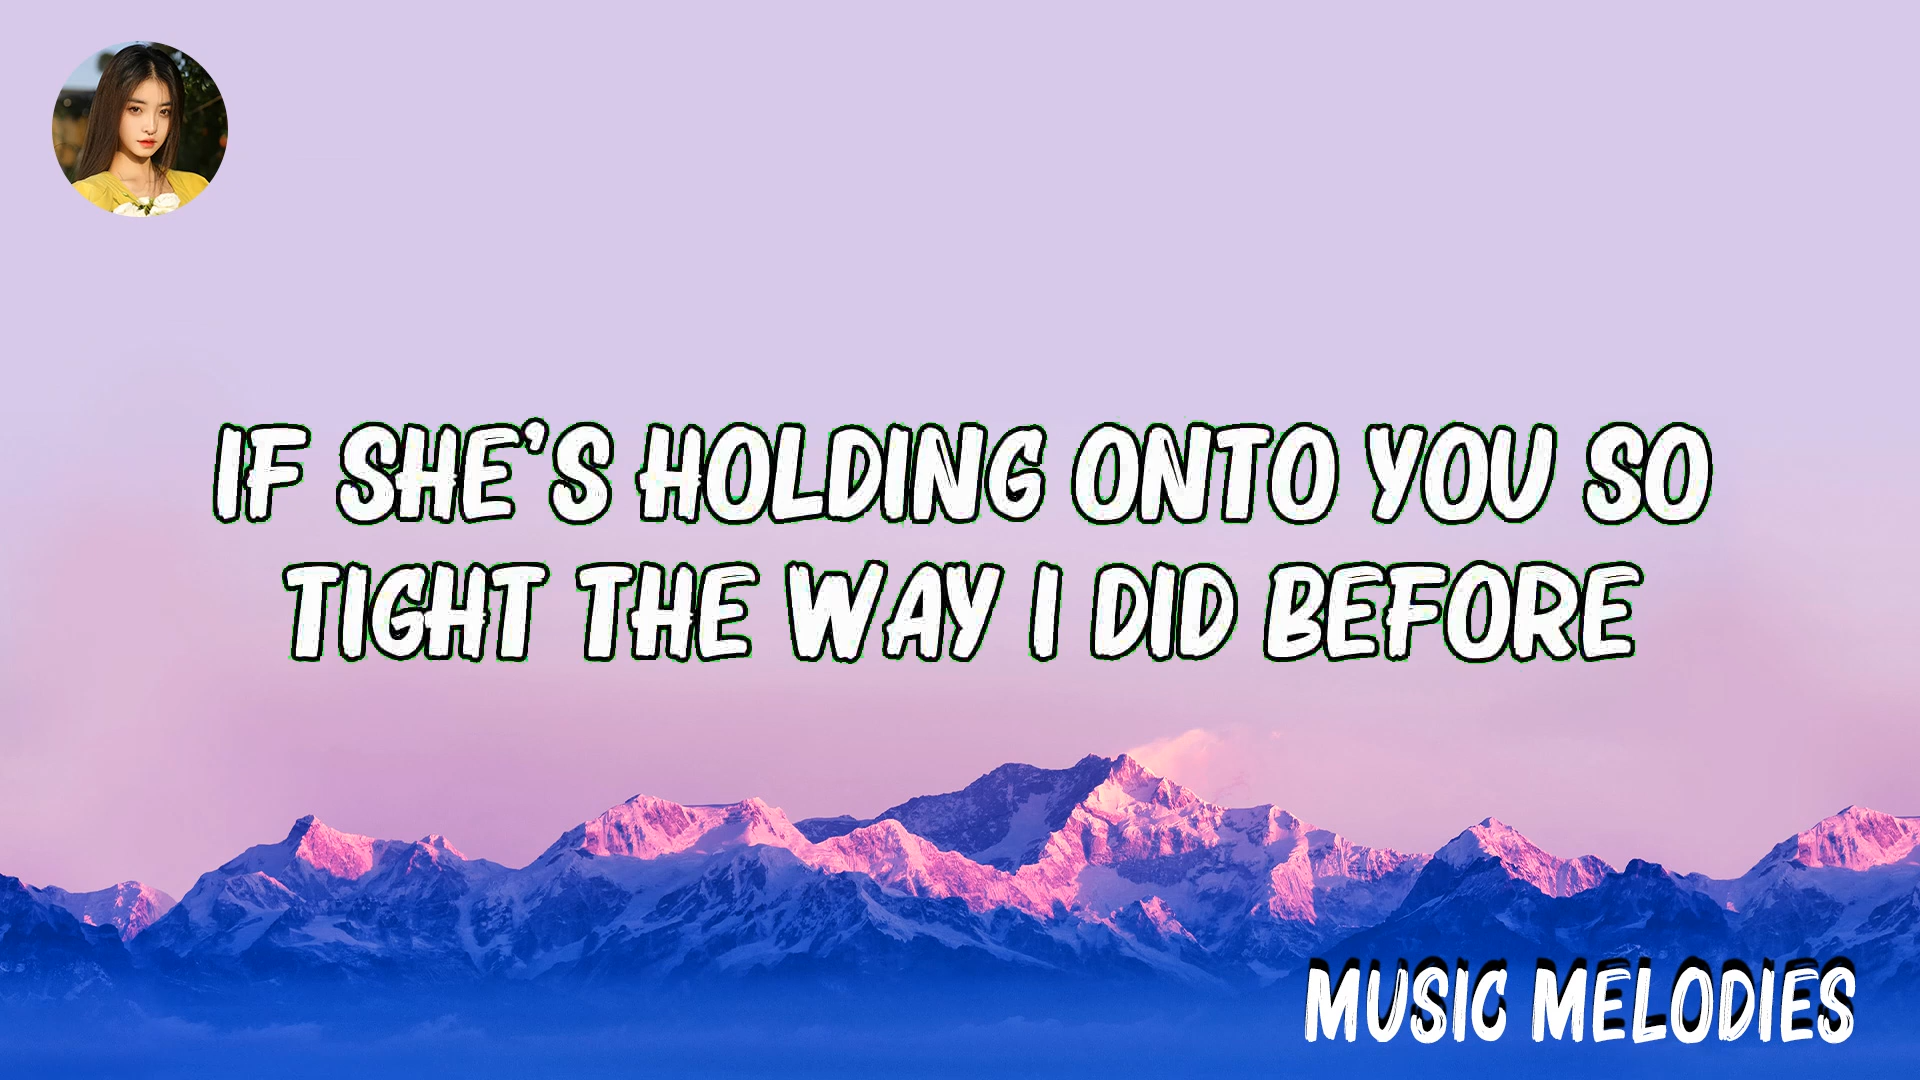 IF SHE'S HOLDING ONTO YOU SO
TIGHT THE WAY I DID BEFORE
MUSIC MELODIES